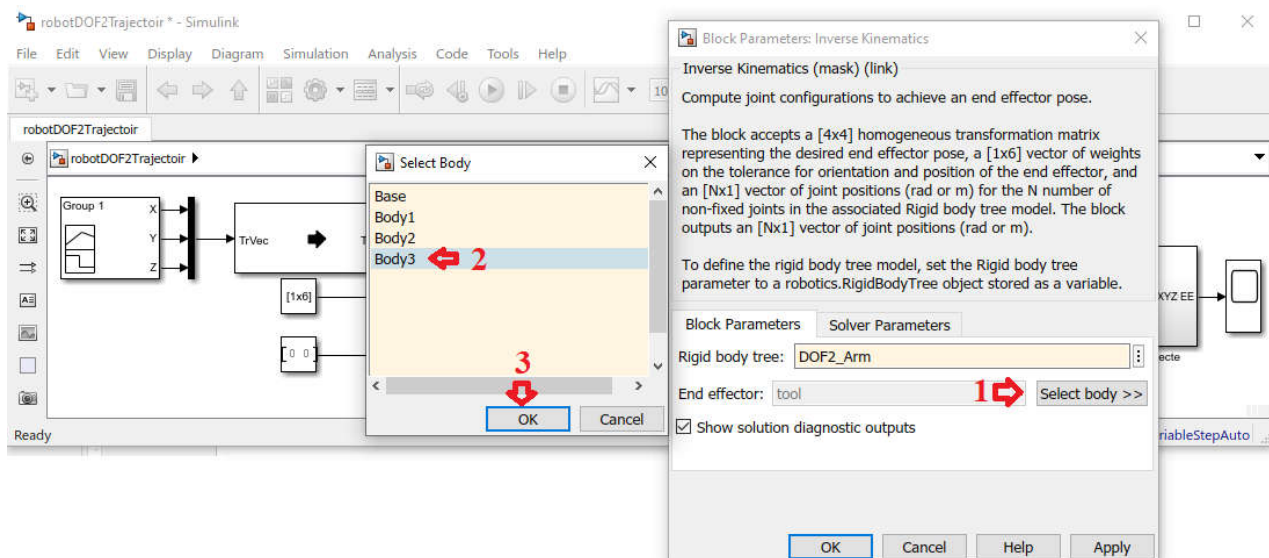 robotDOF2Trajectoir * - Simulink
File Edit View Display Diagram Simulation Analysis Code Tools Help
10
robotDOF2Trajectoir
robotDOF2Trajectoir
Group 1
X
Y
Z
TrVec
[1x6]
[ 0 0 ]
XYZ EE
ecte
Ready
riableStepAuto
Select Body
Base
Body1
Body2
Body3
2
3
OK Cancel
Block Parameters: Inverse Kinematics
Inverse Kinematics (mask) (link)
Compute joint configurations to achieve an end effector pose.
The block accepts a [4x4] homogeneous transformation matrix
representing the desired end effector pose, a [1x6] vector of weights
on the tolerance for orientation and position of the end effector, and
an [Nx1] vector of joint positions (rad or m) for the N number of
non-fixed joints in the associated Rigid body tree model. The block
outputs an [Nx1] vector of joint positions (rad or m).
To define the rigid body tree model, set the Rigid body tree
parameter to a robotics.RigidBodyTree object stored as a variable.
Block Parameters Solver Parameters
Rigid body tree: DOF2_Arm
End effector: tool 1 Select body >>
Show solution diagnostic outputs
OK Cancel Help Apply